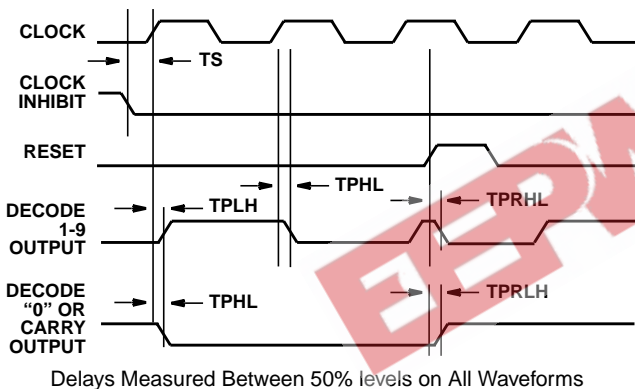 CLOCK
TS
CLOCK
INHIBIT
RESET
TPHL
TPLH
TPRHL
DECODE
1-9
OUTPUT
TPHL
TPRLH
DECODE
“0” OR
CARRY
OUTPUT
Delays Measured Between 50% levels on All Waveforms